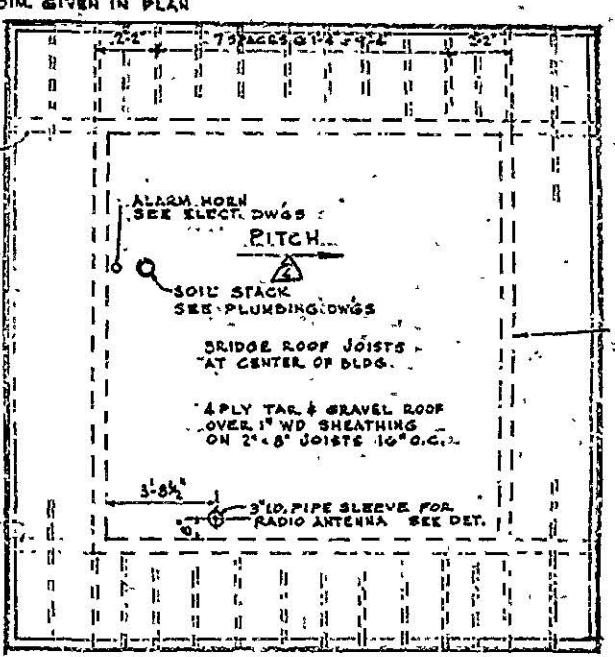 DIM. GIVEN IN PLAN
2'-2" 7 SPACES @ 1'-4" = 9'-4" 2'-2"
ALARM HORN
SEE ELECT. DWGS
PITCH
SOIL STACK
SEE PLUMBING DWGS
BRIDGE ROOF JOISTS
AT CENTER OF BLDG.
4 PLY TAR & GRAVEL ROOF
OVER 1" WD SHEATHING
ON 2"x8" JOISTS 16" O.C.
3'-8½"
3" I.D. PIPE SLEEVE FOR
RADIO ANTENNA SEE DET.